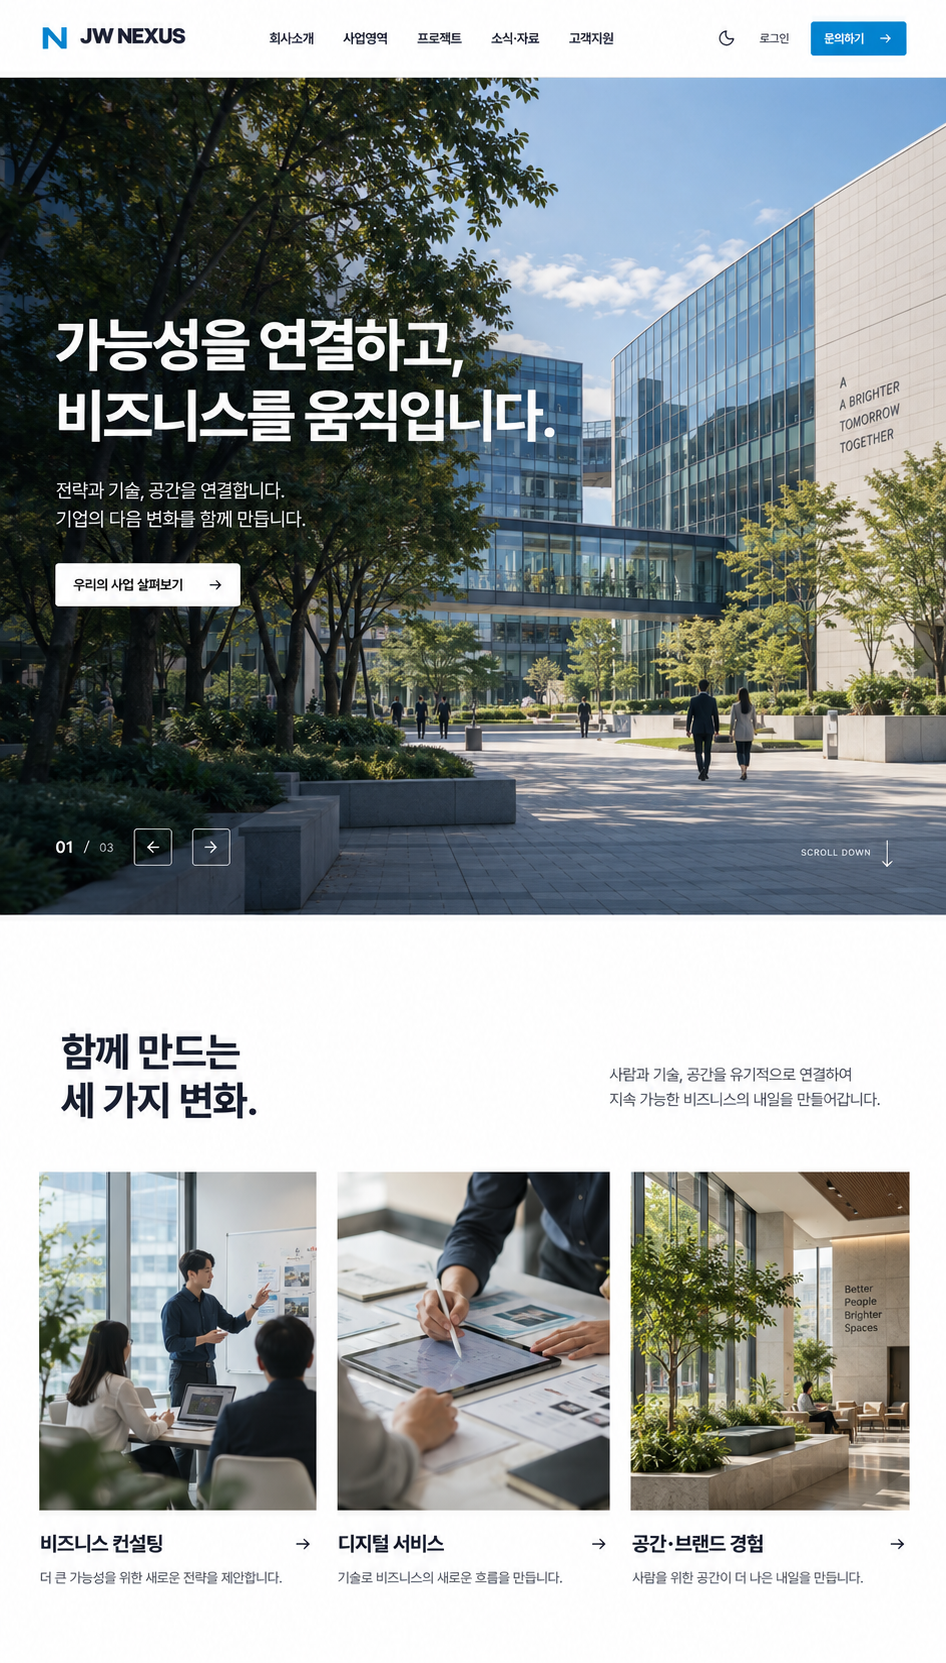 JW NEXUS
회사소개
사업영역
프로젝트
소식·자료
고객지원
로그인
문의하기 →
가능성을 연결하고,
비즈니스를 움직입니다.
전략과 기술, 공간을 연결합니다.
기업의 다음 변화를 함께 만듭니다.
우리의 사업 살펴보기 →
A
A BRIGHTER
TOMORROW
TOGETHER
01 / 03 ← →
SCROLL DOWN ↓
함께 만드는
세 가지 변화.
사람과 기술, 공간을 유기적으로 연결하여
지속 가능한 비즈니스의 내일을 만들어갑니다.
Better
People
Brighter
Spaces
비즈니스 컨설팅 →
더 큰 가능성을 위한 새로운 전략을 제안합니다.
디지털 서비스 →
기술로 비즈니스의 새로운 흐름을 만듭니다.
공간·브랜드 경험 →
사람을 위한 공간이 더 나은 내일을 만듭니다.